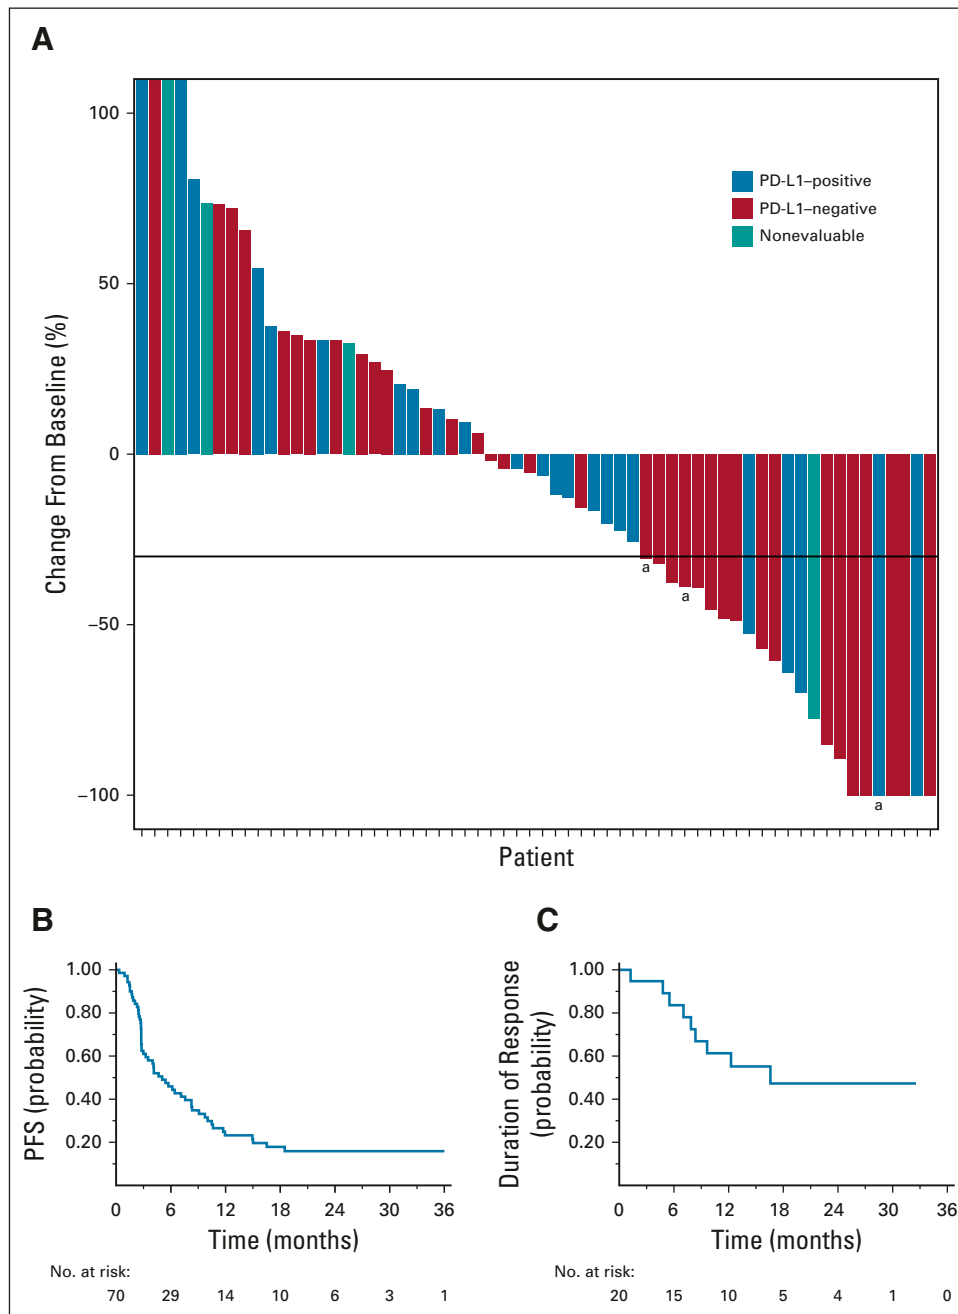 A
100
50
0
−50
−100
Change From Baseline (%)
PD-L1–positive
PD-L1–negative
Nonevaluable
a
a
a
Patient
B
1.00
0.80
0.60
0.40
0.20
PFS (probability)
0 6 12 18 24 30 36
Time (months)
No. at risk:
70 29 14 10 6 3 1
C
1.00
0.80
0.60
0.40
0.20
Duration of Response
(probability)
0 6 12 18 24 30 36
Time (months)
No. at risk:
20 15 10 5 4 1 0